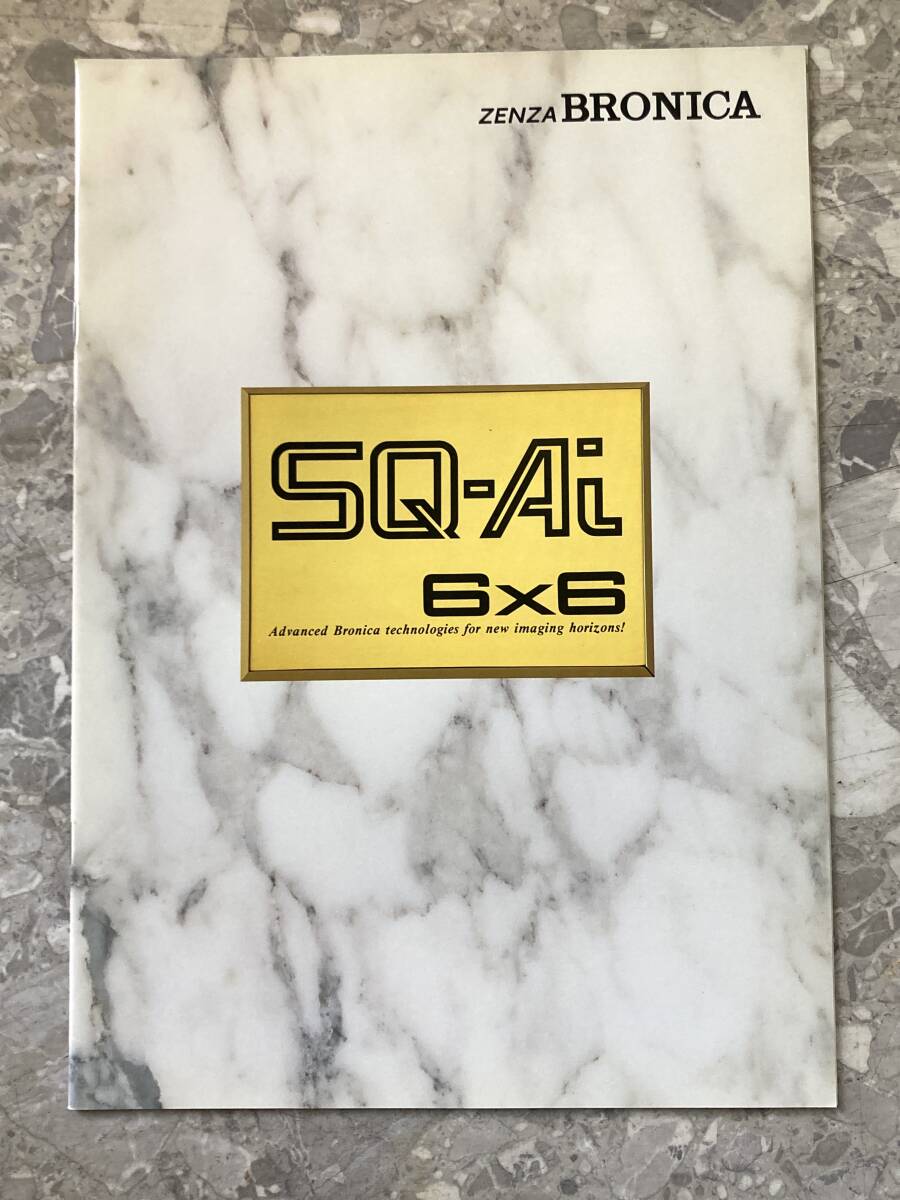 ZENZA BRONICA
SQ-Ai
6x6
Advanced Bronica technologies for new imaging horizons!